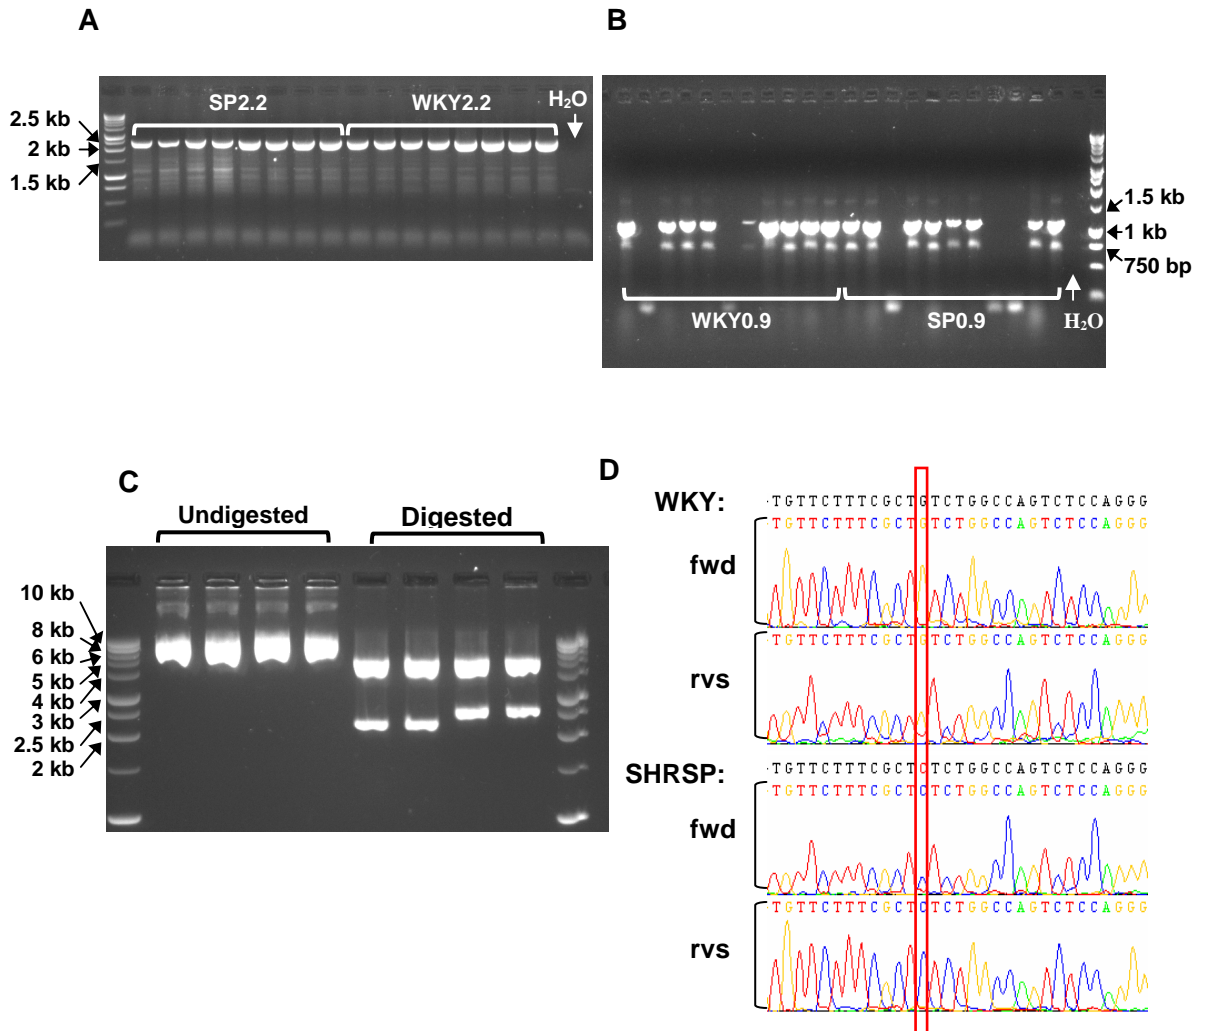 A
SP2.2
WKY2.2
H₂O
2.5 kb
2 kb
1.5 kb
B
1.5 kb
1 kb
750 bp
WKY0.9
SP0.9
H₂O
C
Undigested
Digested
10 kb
8 kb
6 kb
5 kb
4 kb
3 kb
2.5 kb
2 kb
D
WKY:
·TGTTCTTTCGCTGTCTGGCCAGTCTCCAGGG
TGTTCTTTCGCTGTCTGGCCAGTCTCCAGGG
fwd
TGTTCTTTCGCTGTCTGGCCAGTCTCCAGGG
rvs
SHRSP:
·TGTTCTTTCGCTCTCTGGCCAGTCTCCAGGG
TGTTCTTTCGCTCTCTGGCCAGTCTCCAGGG
fwd
·TGTTCTTTCGCTCTCTGGCCAGTCTCCAGGG
rvs